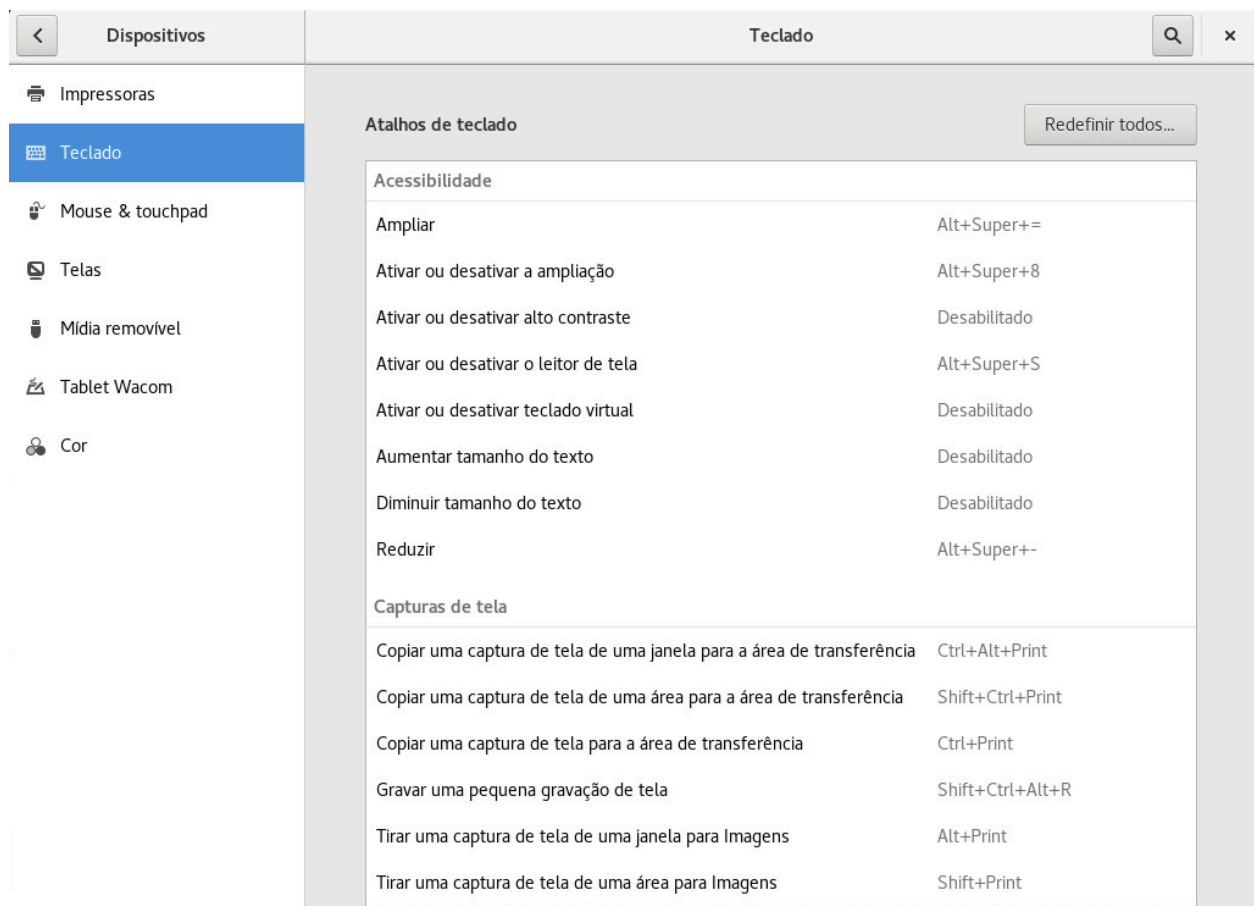 Dispositivos
Teclado
Impressoras
Teclado
Mouse & touchpad
Telas
Mídia removível
Tablet Wacom
Cor
Atalhos de teclado
Redefinir todos...
Acessibilidade
Ampliar Alt+Super+=
Ativar ou desativar a ampliação Alt+Super+8
Ativar ou desativar alto contraste Desabilitado
Ativar ou desativar o leitor de tela Alt+Super+S
Ativar ou desativar teclado virtual Desabilitado
Aumentar tamanho do texto Desabilitado
Diminuir tamanho do texto Desabilitado
Reduzir Alt+Super+-
Capturas de tela
Copiar uma captura de tela de uma janela para a área de transferência Ctrl+Alt+Print
Copiar uma captura de tela de uma área para a área de transferência Shift+Ctrl+Print
Copiar uma captura de tela para a área de transferência Ctrl+Print
Gravar uma pequena gravação de tela Shift+Ctrl+Alt+R
Tirar uma captura de tela de uma janela para Imagens Alt+Print
Tirar uma captura de tela de uma área para Imagens Shift+Print